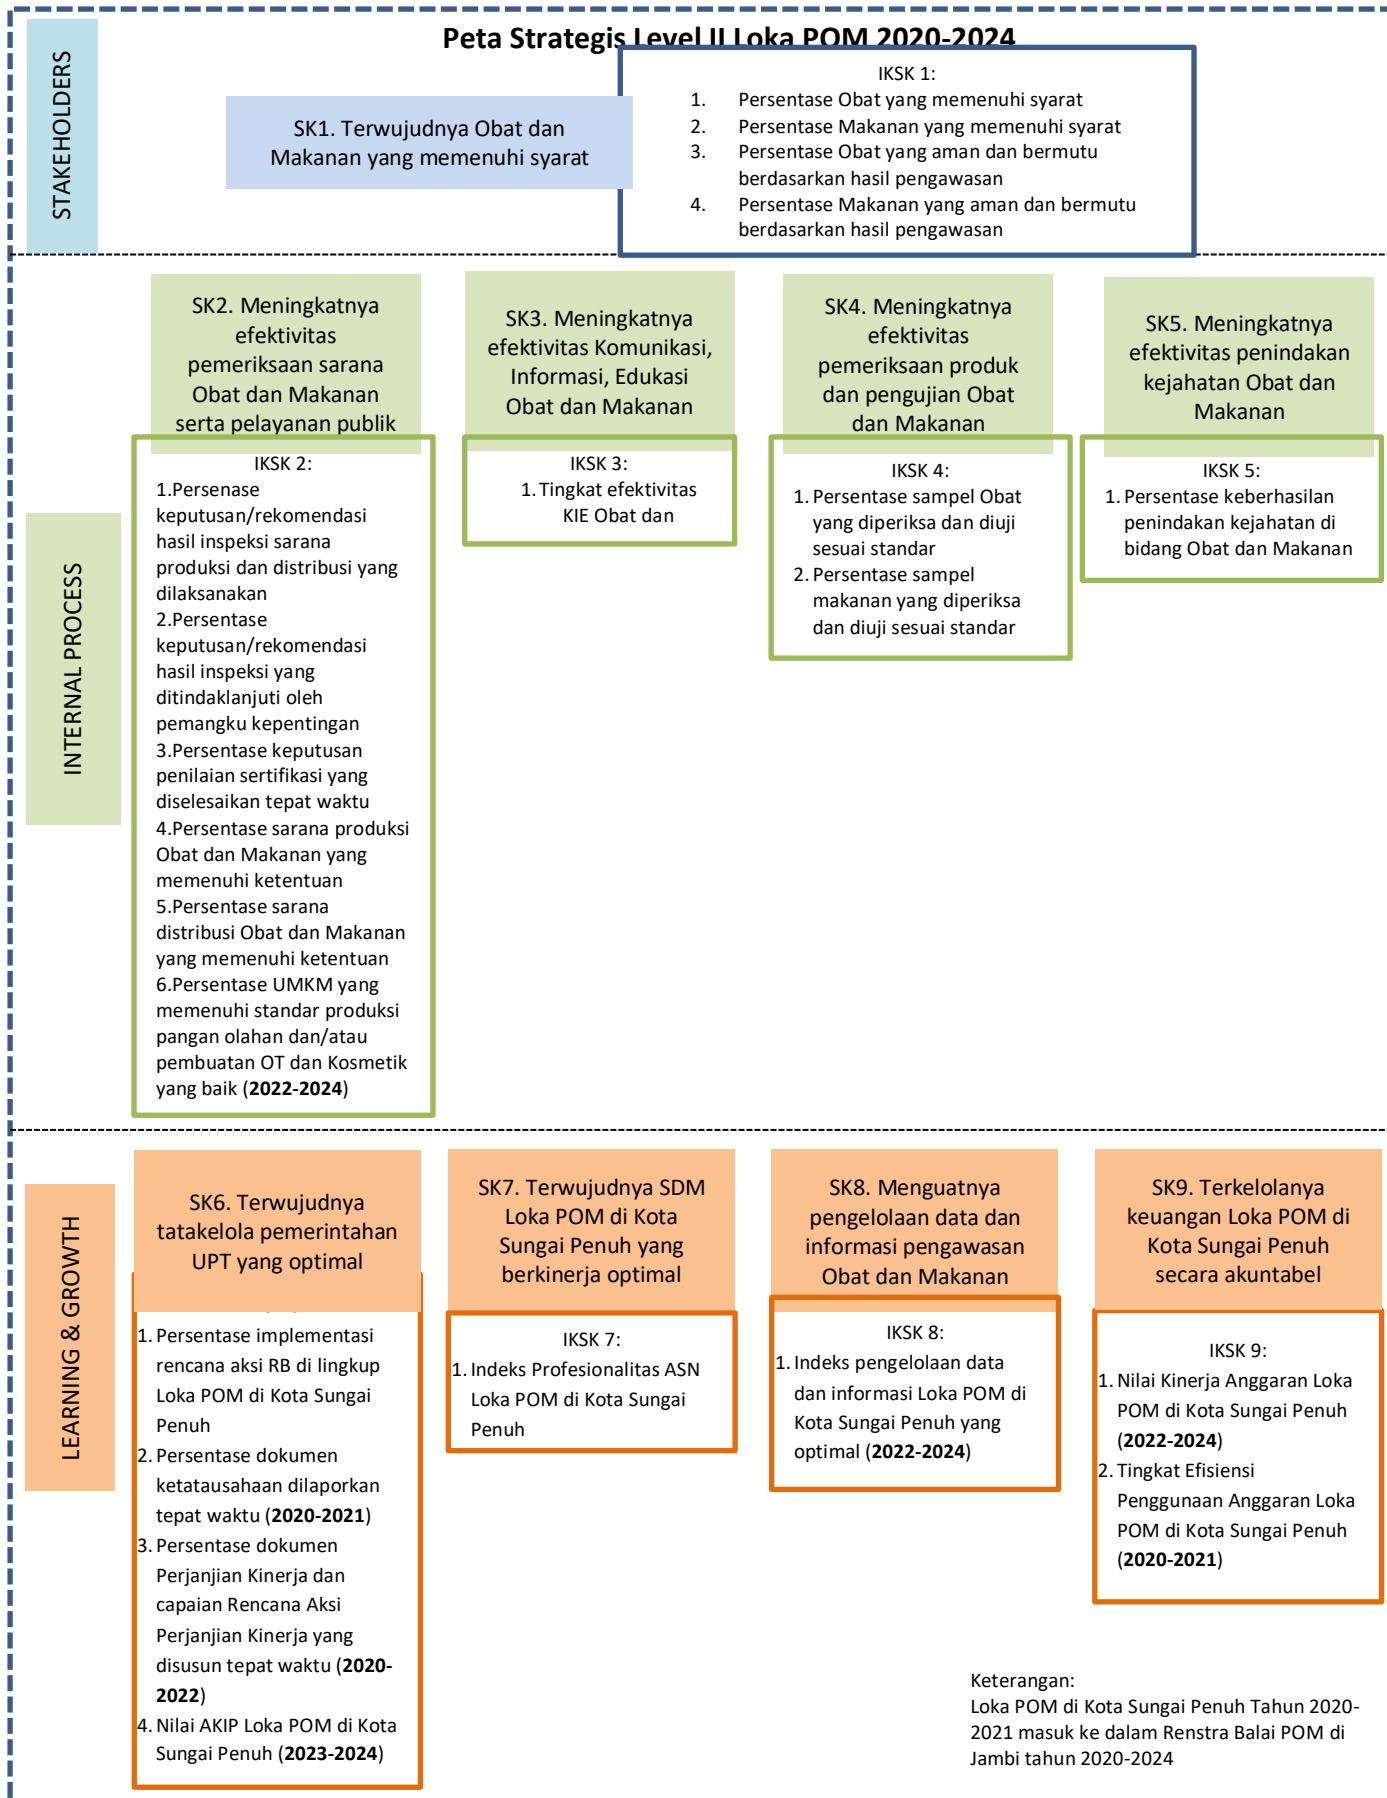 Peta Strategis Level II Loka POM 2020-2024
STAKEHOLDERS
SK1. Terwujudnya Obat dan
Makanan yang memenuhi syarat
IKSK 1:
1. Persentase Obat yang memenuhi syarat
2. Persentase Makanan yang memenuhi syarat
3. Persentase Obat yang aman dan bermutu
berdasarkan hasil pengawasan
4. Persentase Makanan yang aman dan bermutu
berdasarkan hasil pengawasan
INTERNAL PROCESS
SK2. Meningkatnya
efektivitas
pemeriksaan sarana
Obat dan Makanan
serta pelayanan publik
IKSK 2:
1.Persenase
keputusan/rekomendasi
hasil inspeksi sarana
produksi dan distribusi yang
dilaksanakan
2.Persentase
keputusan/rekomendasi
hasil inspeksi yang
ditindaklanjuti oleh
pemangku kepentingan
3.Persentase keputusan
penilaian sertifikasi yang
diselesaikan tepat waktu
4.Persentase sarana produksi
Obat dan Makanan yang
memenuhi ketentuan
5.Persentase sarana
distribusi Obat dan Makanan
yang memenuhi ketentuan
6.Persentase UMKM yang
memenuhi standar produksi
pangan olahan dan/atau
pembuatan OT dan Kosmetik
yang baik (2022-2024)
SK3. Meningkatnya
efektivitas Komunikasi,
Informasi, Edukasi
Obat dan Makanan
IKSK 3:
1. Tingkat efektivitas
KIE Obat dan
SK4. Meningkatnya
efektivitas
pemeriksaan produk
dan pengujian Obat
dan Makanan
IKSK 4:
1. Persentase sampel Obat
yang diperiksa dan diuji
sesuai standar
2. Persentase sampel
makanan yang diperiksa
dan diuji sesuai standar
SK5. Meningkatnya
efektivitas penindakan
kejahatan Obat dan
Makanan
IKSK 5:
1. Persentase keberhasilan
penindakan kejahatan di
bidang Obat dan Makanan
LEARNING & GROWTH
SK6. Terwujudnya
tatakelola pemerintahan
UPT yang optimal
1. Persentase implementasi
rencana aksi RB di lingkup
Loka POM di Kota Sungai
Penuh
2. Persentase dokumen
ketatausahaan dilaporkan
tepat waktu (2020-2021)
3. Persentase dokumen
Perjanjian Kinerja dan
capaian Rencana Aksi
Perjanjian Kinerja yang
disusun tepat waktu (2020-
2022)
4. Nilai AKIP Loka POM di Kota
Sungai Penuh (2023-2024)
SK7. Terwujudnya SDM
Loka POM di Kota
Sungai Penuh yang
berkinerja optimal
IKSK 7:
1. Indeks Profesionalitas ASN
Loka POM di Kota Sungai
Penuh
SK8. Menguatnya
pengelolaan data dan
informasi pengawasan
Obat dan Makanan
IKSK 8:
1. Indeks pengelolaan data
dan informasi Loka POM di
Kota Sungai Penuh yang
optimal (2022-2024)
SK9. Terkelolanya
keuangan Loka POM di
Kota Sungai Penuh
secara akuntabel
IKSK 9:
1. Nilai Kinerja Anggaran Loka
POM di Kota Sungai Penuh
(2022-2024)
2. Tingkat Efisiensi
Penggunaan Anggaran Loka
POM di Kota Sungai Penuh
(2020-2021)
Keterangan:
Loka POM di Kota Sungai Penuh Tahun 2020-
2021 masuk ke dalam Renstra Balai POM di
Jambi tahun 2020-2024